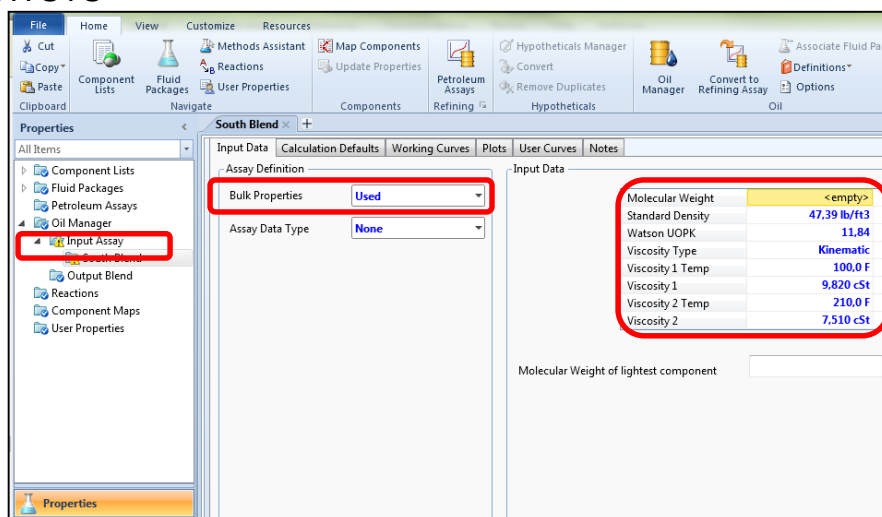 File Home View Customize Resources
Cut Methods Assistant Map Components Hypotheticals Manager Associate Fluid Pa
Copy Reactions Update Properties Convert Definitions
Paste Component Lists Fluid Packages User Properties Petroleum Assays Remove Duplicates Oil Manager Convert to Refining Assay Options
Clipboard Navigate Components Refining Hypotheticals Oil
Properties < South Blend × +
All Items Input Data Calculation Defaults Working Curves Plots User Curves Notes
Component Lists Assay Definition Input Data
Fluid Packages Bulk Properties Used Molecular Weight <empty>
Petroleum Assays Standard Density 47,39 lb/ft3
Oil Manager Assay Data Type None Watson UOPK 11,84
Input Assay Viscosity Type Kinematic
South Blend Viscosity 1 Temp 100,0 F
Output Blend Viscosity 1 9,820 cSt
Reactions Viscosity 2 Temp 210,0 F
Component Maps Viscosity 2 7,510 cSt
User Properties
Molecular Weight of lightest component
Properties